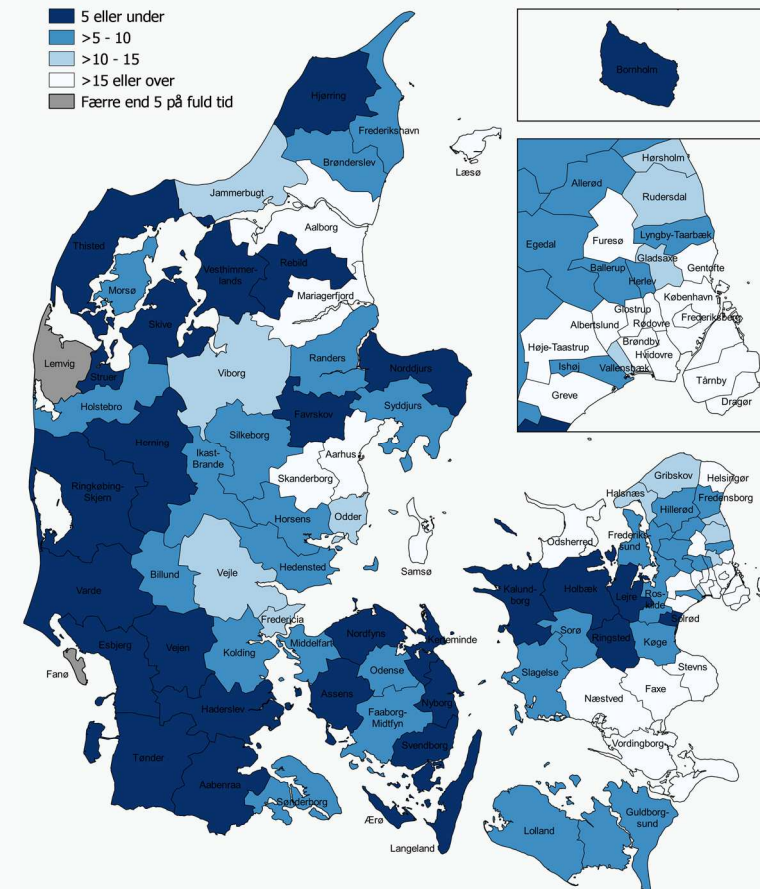 5 eller under
>5 - 10
>10 - 15
>15 eller over
Færre end 5 på fuld tid
Bornholm
Hjørring
Frederikshavn
Brønderslev
Læsø
Jammerbugt
Aalborg
Thisted
Vesthimmer-
lands
Rebild
Morsø
Mariagerfjord
Skive
Lemvig
Struer
Viborg
Randers
Norddjurs
Holstebro
Favrskov
Syddjurs
Herning
Silkeborg
Ikast-
Brande
Aarhus
Skanderborg
Ringkøbing-
Skjern
Horsens
Odder
Samsø
Hedensted
Billund
Vejle
Varde
Fredericia
Esbjerg
Vejen
Kolding
Middelfart
Nordfyns
Kerteminde
Fanø
Odense
Assens
Nyborg
Haderslev
Faaborg-
Midtfyn
Svendborg
Tønder
Aabenraa
Sønderborg
Ærø
Langeland
Hørsholm
Allerød
Rudersdal
Egedal
Furesø
Lyngby-Taarbæk
Gladsaxe
Ballerup
Herlev
Gentofte
København
Glostrup
Frederiksberg
Albertslund
Rødovre
Høje-Taastrup
Brøndby
Hvidovre
Ishøj
Vallensbæk
Greve
Tårnby
Dragør
Gribskov
Helsingør
Halsnæs
Fredensborg
Hillerød
Odsherred
Frederiks-
sund
Kalund-
borg
Holbæk
Lejre
Ros-
kilde
Solrød
Sorø
Ringsted
Køge
Slagelse
Stevns
Næstved
Faxe
Vordingborg
Guldborg-
sund
Lolland